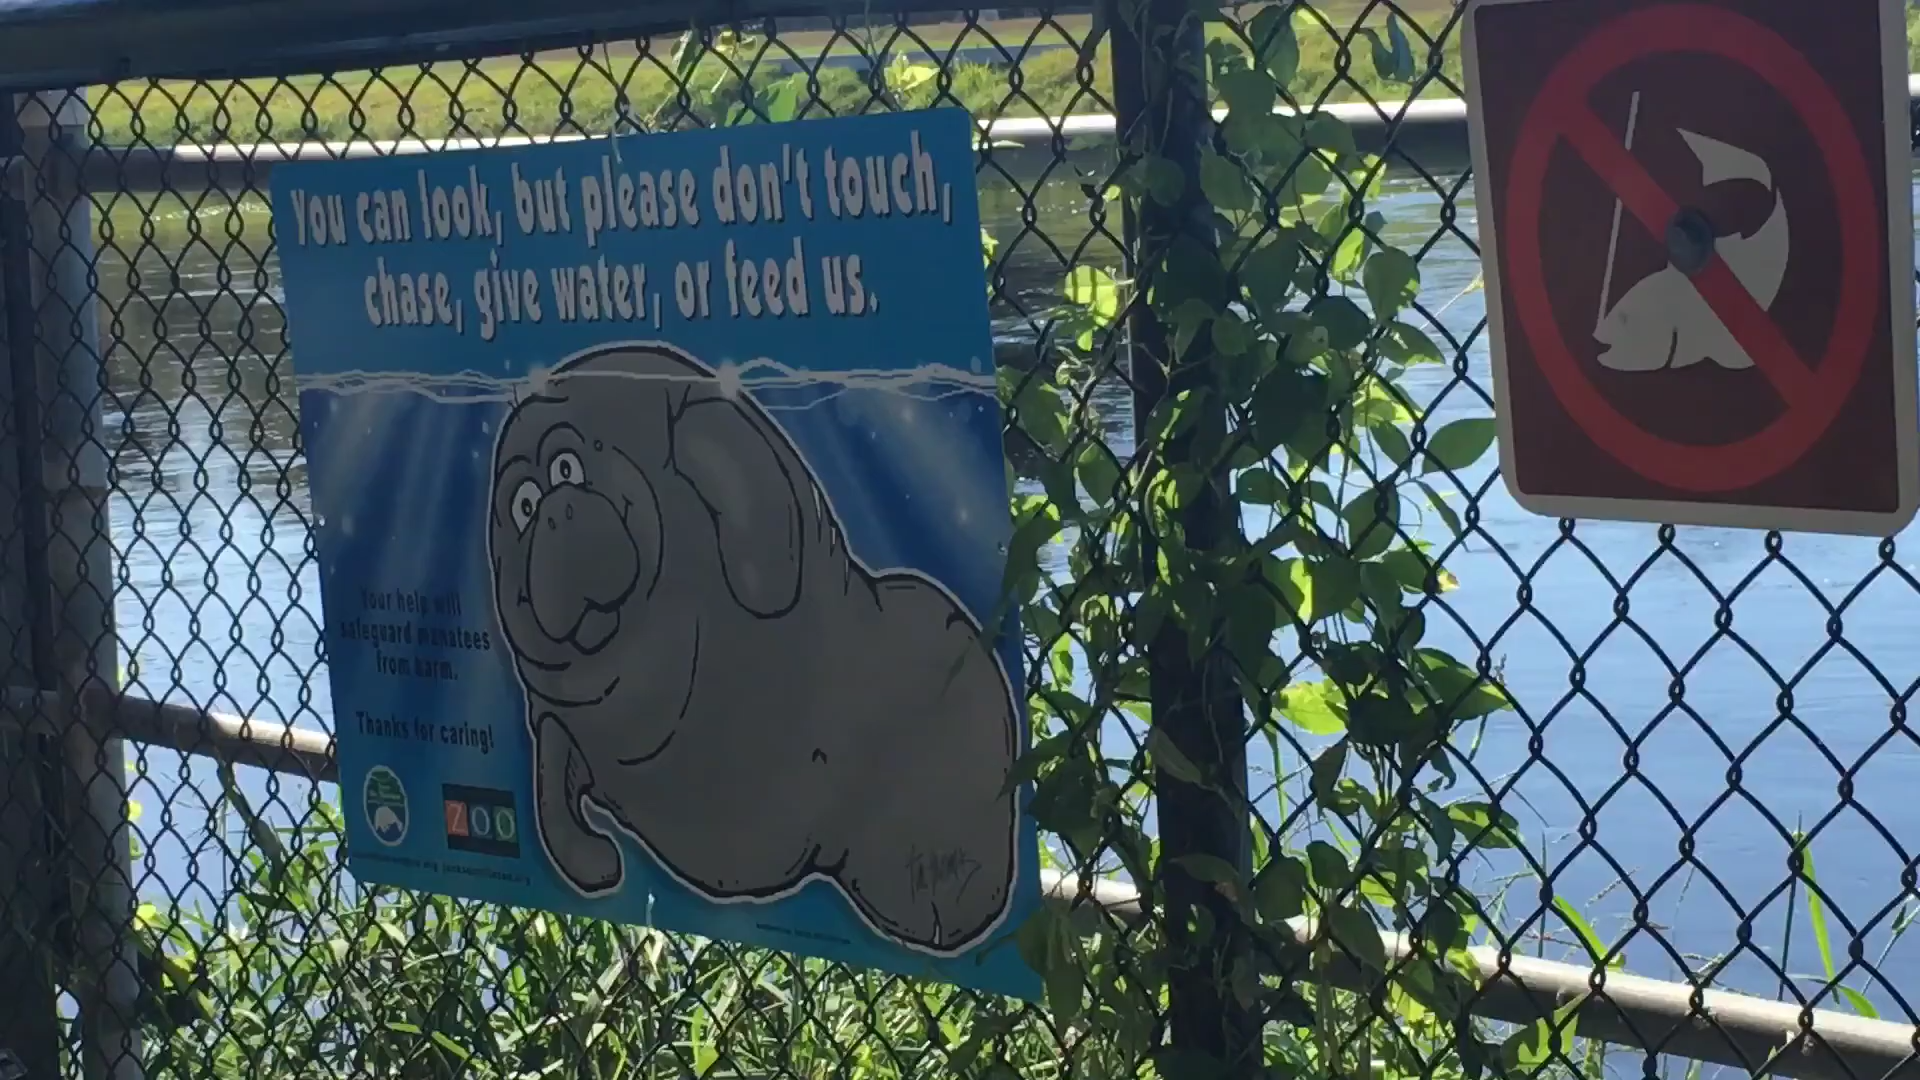 You can look, but please don't touch,
chase, give water, or feed us.
Your help will
safeguard manatees
from harm.
Thanks for caring!
ZOO